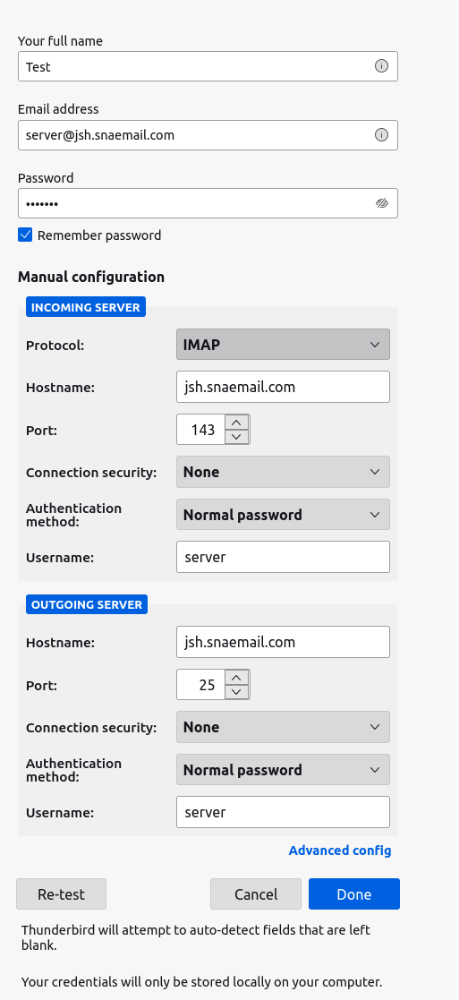 Your full name
Test
Email address
server@jsh.snaemail.com
Password
•••••••
Remember password
Manual configuration
INCOMING SERVER
Protocol: IMAP
Hostname: jsh.snaemail.com
Port: 143
Connection security: None
Authentication
method: Normal password
Username: server
OUTGOING SERVER
Hostname: jsh.snaemail.com
Port: 25
Connection security: None
Authentication
method: Normal password
Username: server
Advanced config
Re-test Cancel Done
Thunderbird will attempt to auto-detect fields that are left
blank.
Your credentials will only be stored locally on your computer.